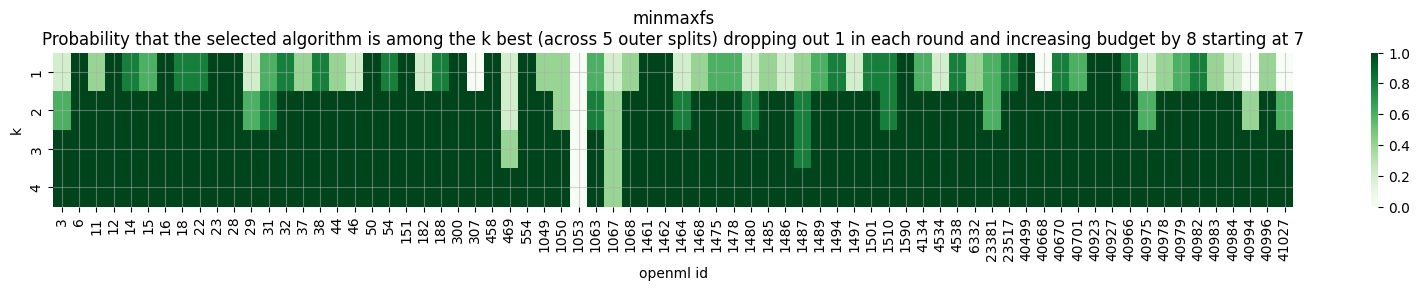 minmaxfs
Probability that the selected algorithm is among the k best (across 5 outer splits) dropping out 1 in each round and increasing budget by 8 starting at 7
k
1
2
3
4
3 6 11 12 14 15 16 18 22 23 28 29 31 32 37 38 44 46 50 54 151 182 188 300 307 458 469 554 1049 1050 1053 1063 1067 1068 1461 1462 1464 1468 1475 1478 1480 1485 1486 1487 1489 1494 1497 1501 1510 1590 4134 4534 4538 6332 23381 23517 40499 40668 40670 40701 40923 40927 40966 40975 40978 40979 40982 40983 40984 40994 40996 41027
openml id
1.0
0.8
0.6
0.4
0.2
0.0